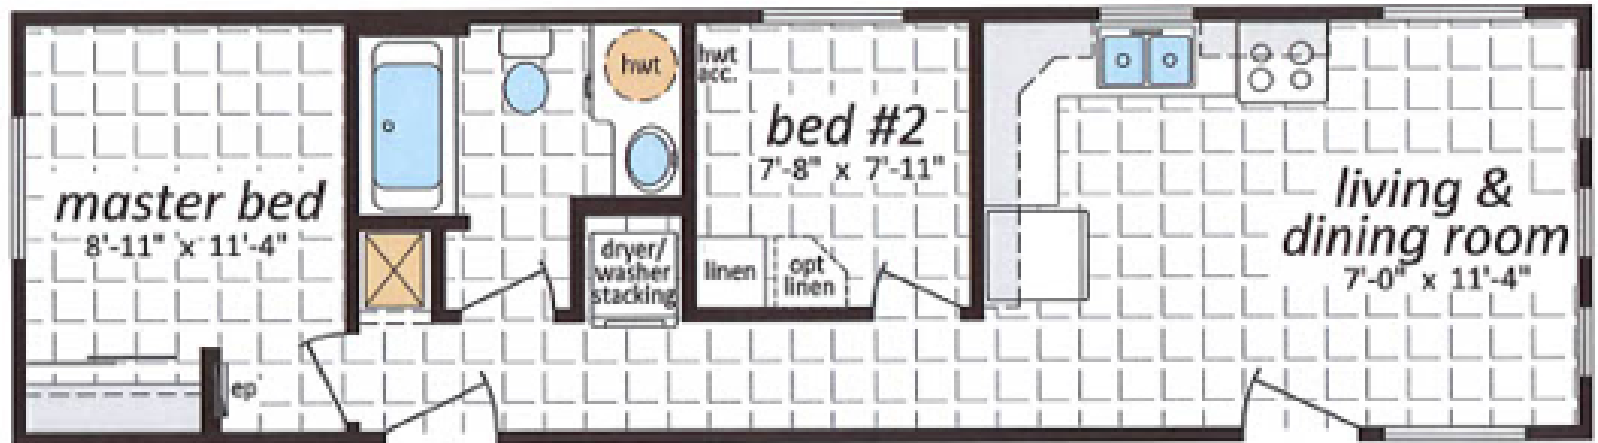 master bed
8'-11" x 11'-4"
hwt
hwt
acc.
bed #2
7'-8" x 7'-11"
dryer/
washer
stacking
linen
opt
linen
living &
dining room
7'-0" x 11'-4"
ep